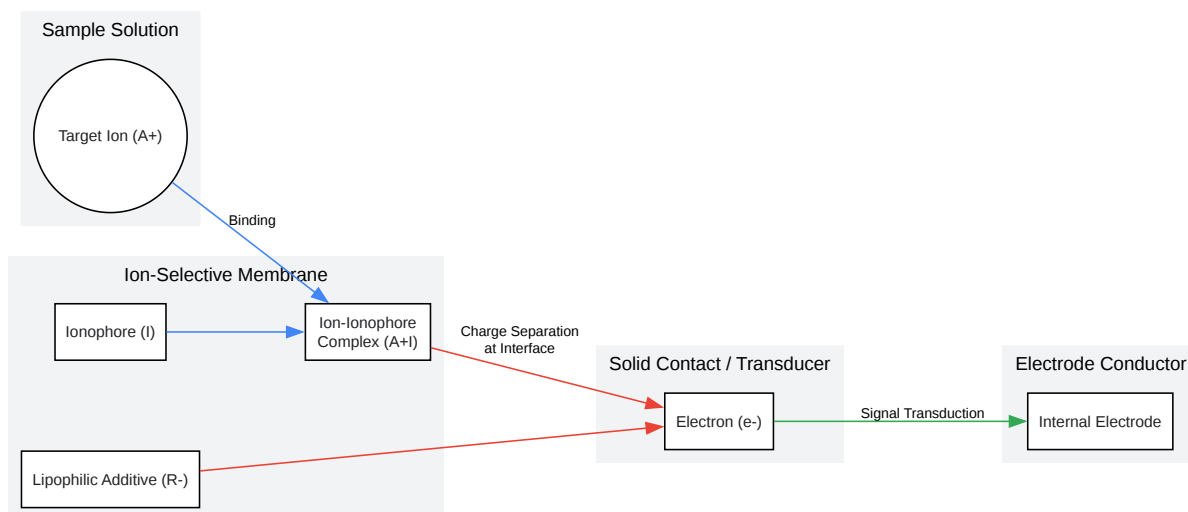 Sample Solution
Target Ion (A+)
Binding
Ion-Selective Membrane
Ionophore (I)
Ion-Ionophore
Complex (A+I)
Lipophilic Additive (R-)
Charge Separation
at Interface
Solid Contact / Transducer
Electron (e-)
Signal Transduction
Electrode Conductor
Internal Electrode